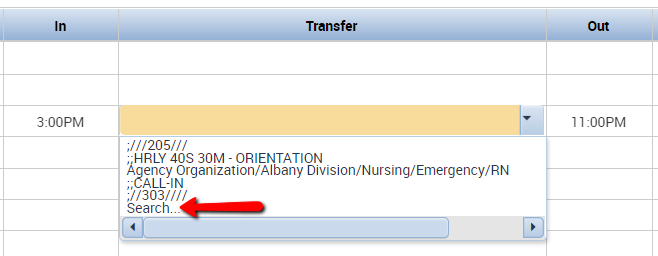 In Transfer Out
3:00PM 11:00PM
;///205///
;;HRLY 40S 30M - ORIENTATION
Agency Organization/Albany Division/Nursing/Emergency/RN
;;CALL-IN
;//303////
Search...